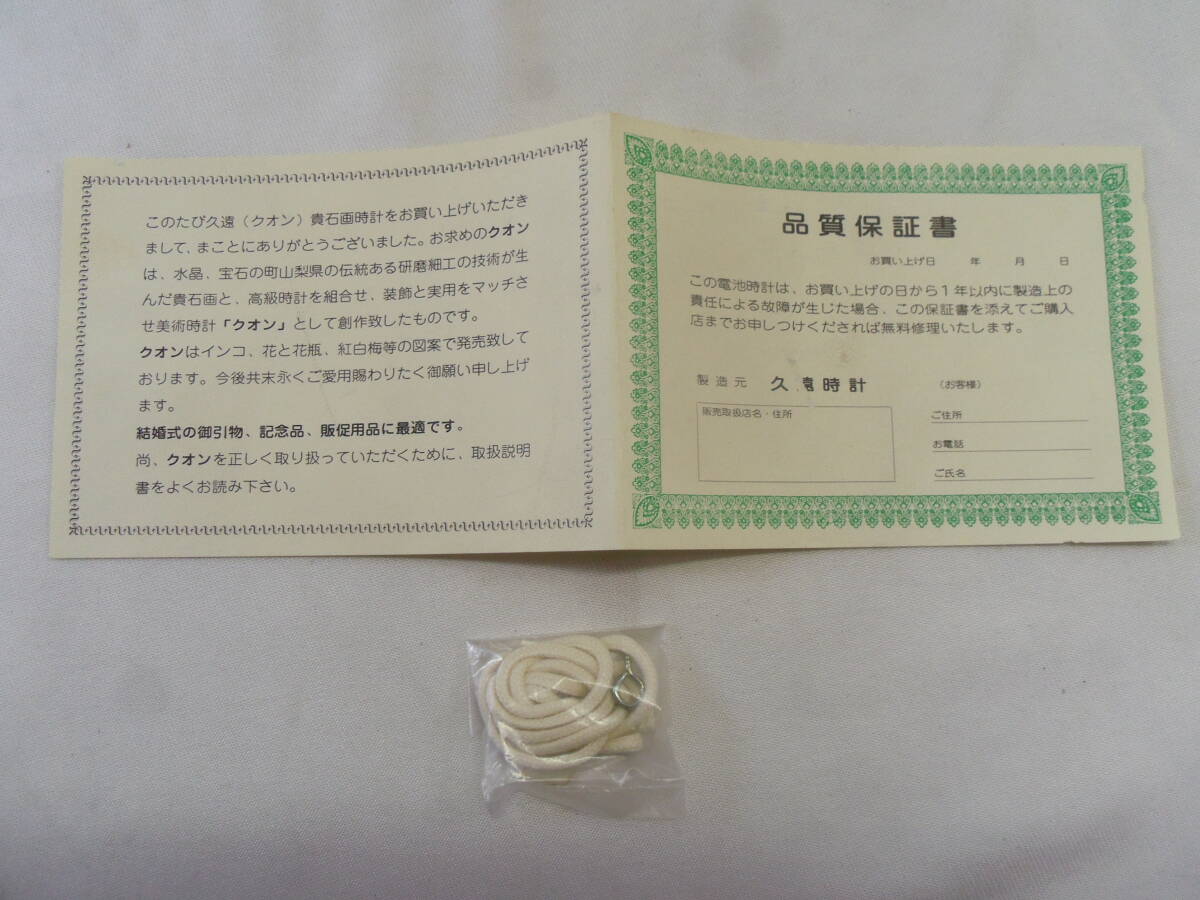 このたび久遠（クオン）貴石画時計をお買い上げいただき
まして、まことにありがとうございました。お求めのクオン
は、水晶、宝石の町山梨県の伝統ある研磨細工の技術が生
んだ貴石画と、高級時計を組合せ、装飾と実用をマッチさ
せ美術時計「クオン」として創作致したものです。
クオンはインコ、花と花瓶、紅白梅等の図案で発売致して
おります。今後共末永くご愛用賜わりたく御願い申し上げ
ます。
結婚式の御引物、記念品、販促用品に最適です。
尚、クオンを正しく取り扱っていただくために、取扱説明
書をよくお読み下さい。
品質保証書
お買い上げ日 年 月 日
この電池時計は、お買い上げの日から1年以内に製造上の
責任による故障が生じた場合、この保証書を添えてご購入
店までお申しつけくだされば無料修理いたします。
製造元 久遠時計
販売取扱店名・住所
（お客様）
ご住所
お電話
ご氏名